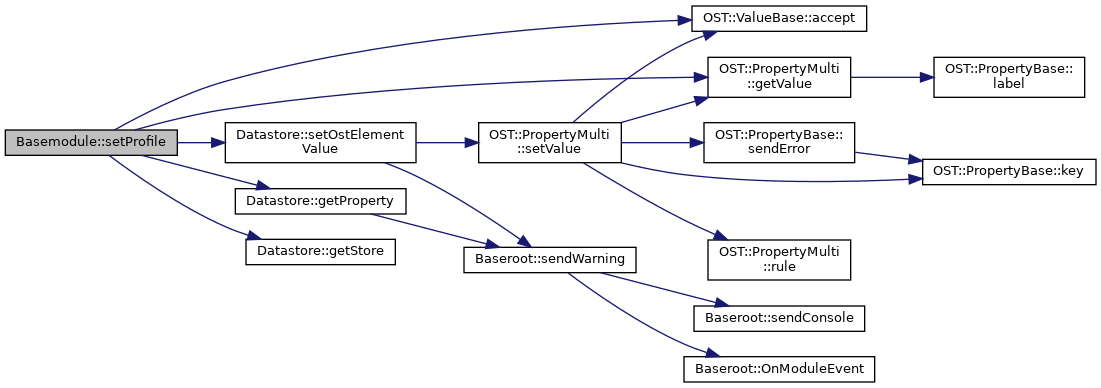 OST::ValueBase::accept
OST::PropertyMulti
::getValue
OST::PropertyBase::
label
Basemodule::setProfile
Datastore::setOstElement
Value
OST::PropertyMulti
::setValue
OST::PropertyBase::
sendError
OST::PropertyBase::key
Datastore::getProperty
Datastore::getStore
Baseroot::sendWarning
OST::PropertyMulti
::rule
Baseroot::sendConsole
Baseroot::OnModuleEvent